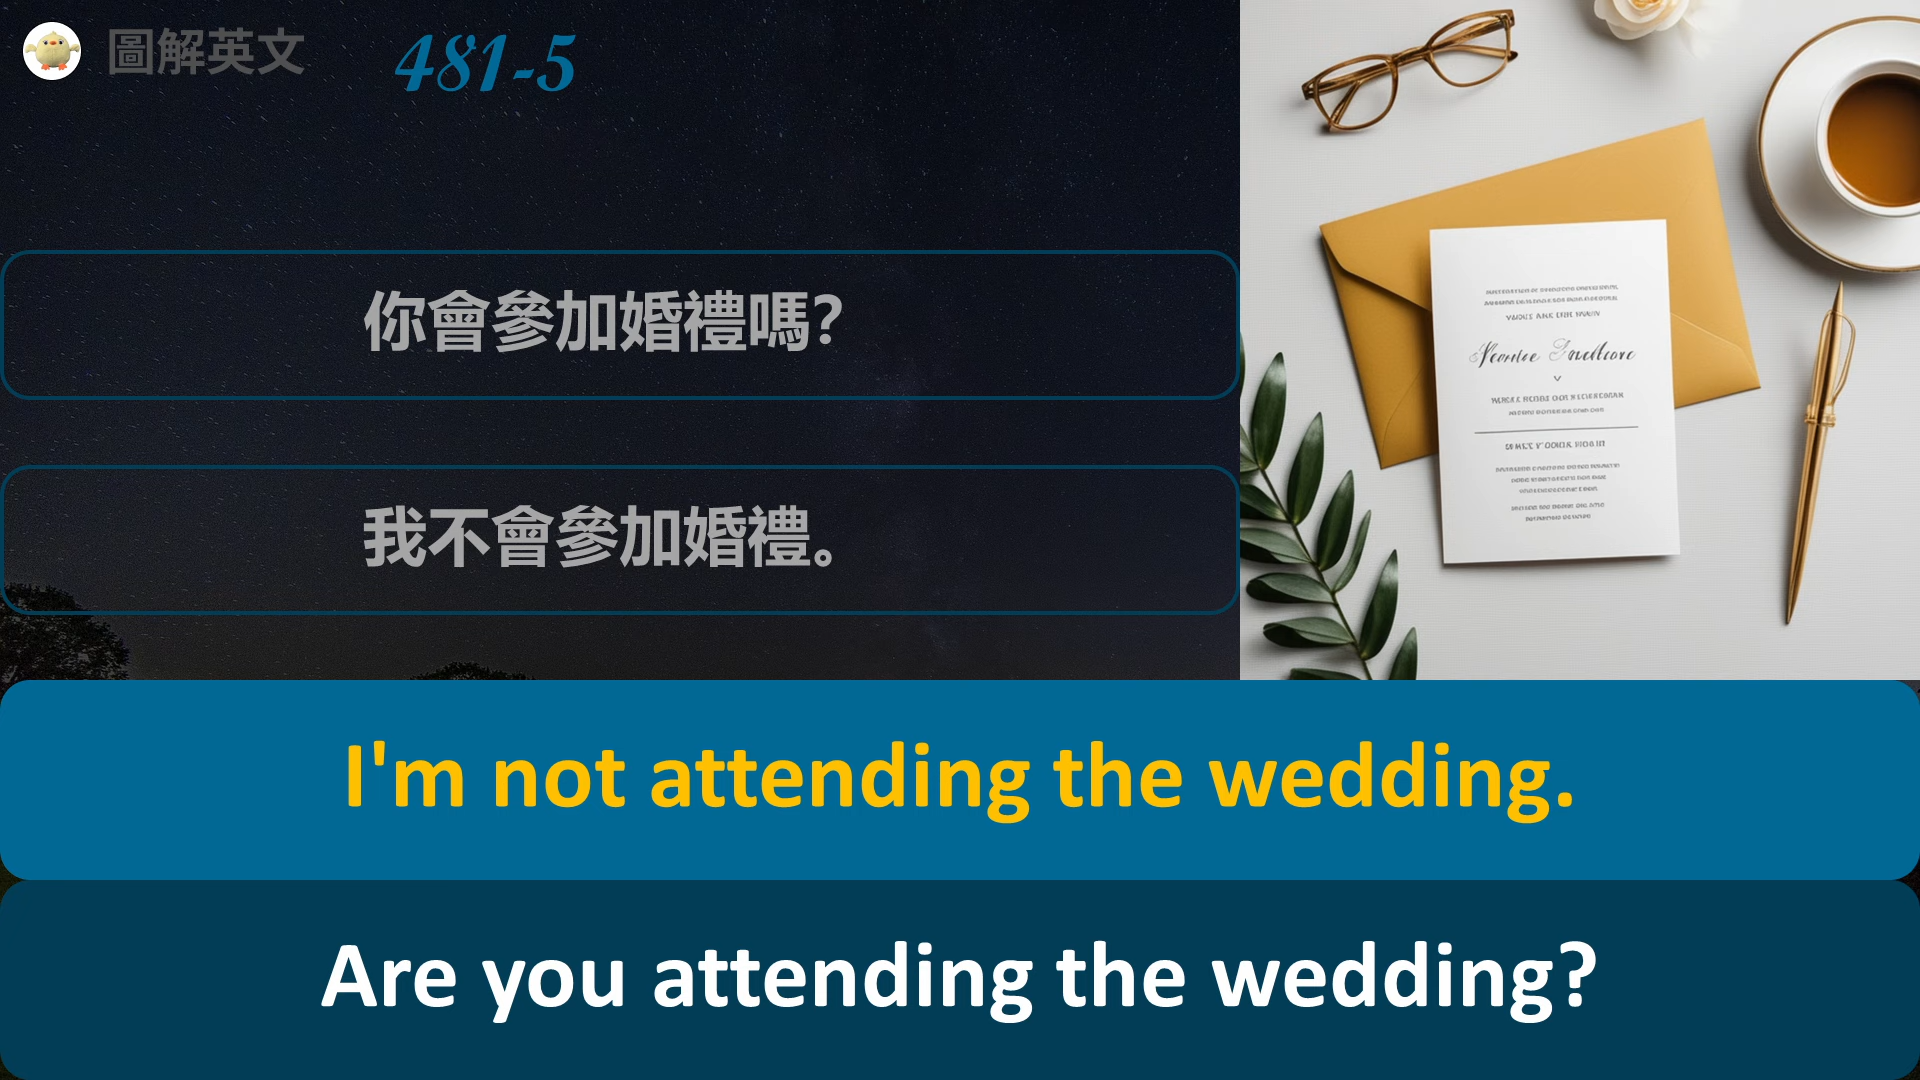 圖解英文
481-5
你會參加婚禮嗎?
我不會參加婚禮。
I'm not attending the wedding.
Are you attending the wedding?